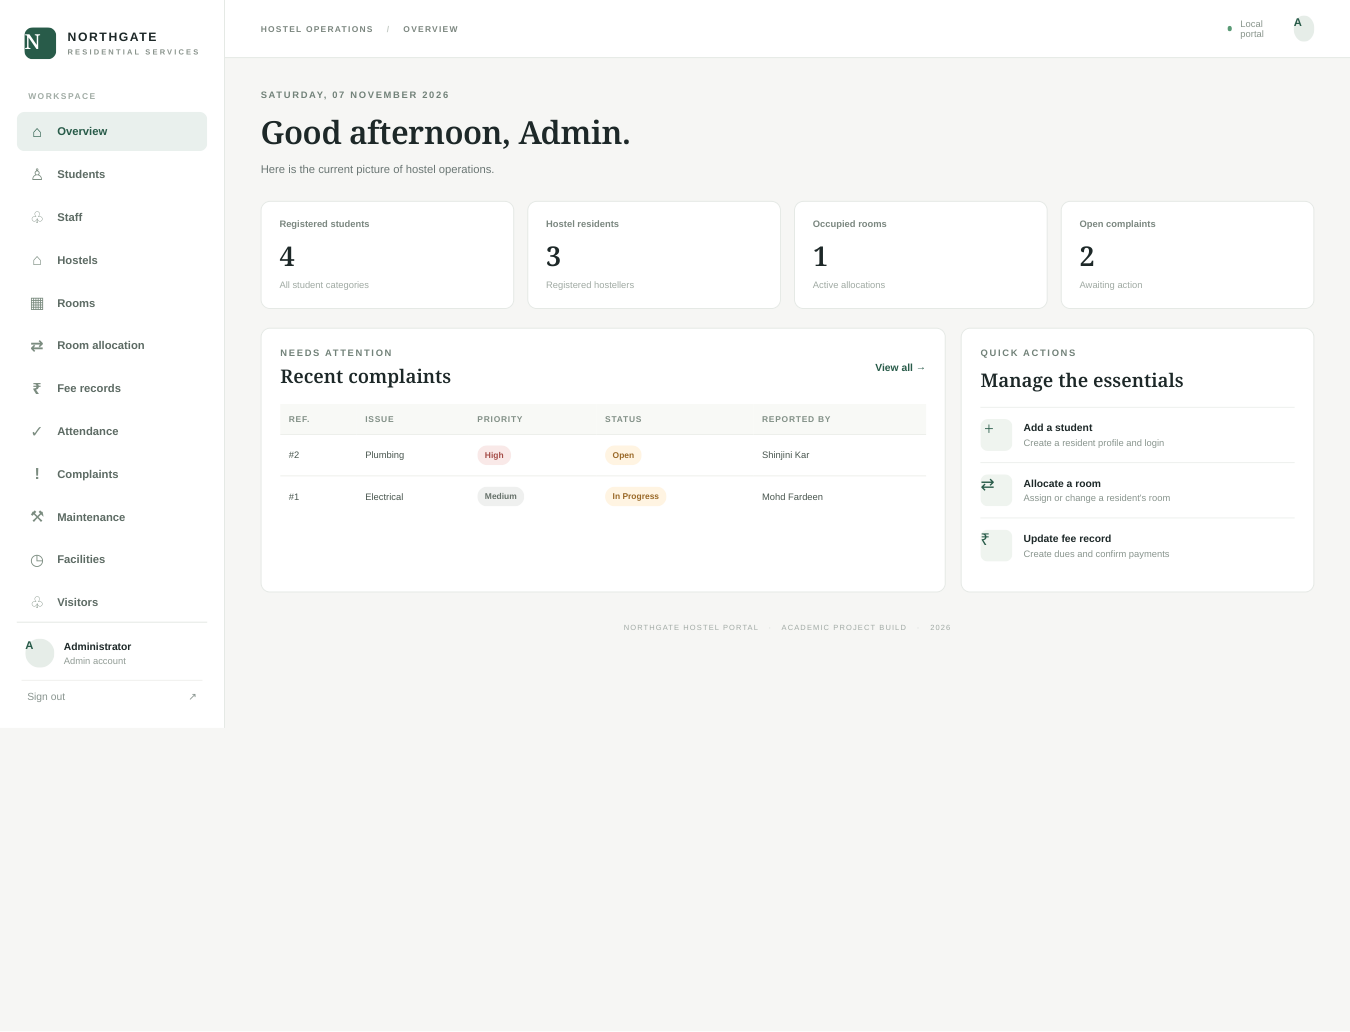 N
NORTHGATE
RESIDENTIAL SERVICES
WORKSPACE
⌂ Overview
♙ Students
♧ Staff
⌂ Hostels
▦ Rooms
⇄ Room allocation
₹ Fee records
✓ Attendance
! Complaints
⚒ Maintenance
◷ Facilities
♧ Visitors
A
Administrator
Admin account
Sign out ↗
HOSTEL OPERATIONS / OVERVIEW
Local
portal
A
SATURDAY, 07 NOVEMBER 2026
Good afternoon, Admin.
Here is the current picture of hostel operations.
Registered students
4
All student categories
Hostel residents
3
Registered hostellers
Occupied rooms
1
Active allocations
Open complaints
2
Awaiting action
NEEDS ATTENTION
Recent complaints
View all →
REF. ISSUE PRIORITY STATUS REPORTED BY
#2 Plumbing High Open Shinjini Kar
#1 Electrical Medium In Progress Mohd Fardeen
QUICK ACTIONS
Manage the essentials
+ Add a student
Create a resident profile and login
⇄ Allocate a room
Assign or change a resident's room
₹ Update fee record
Create dues and confirm payments
NORTHGATE HOSTEL PORTAL · ACADEMIC PROJECT BUILD · 2026